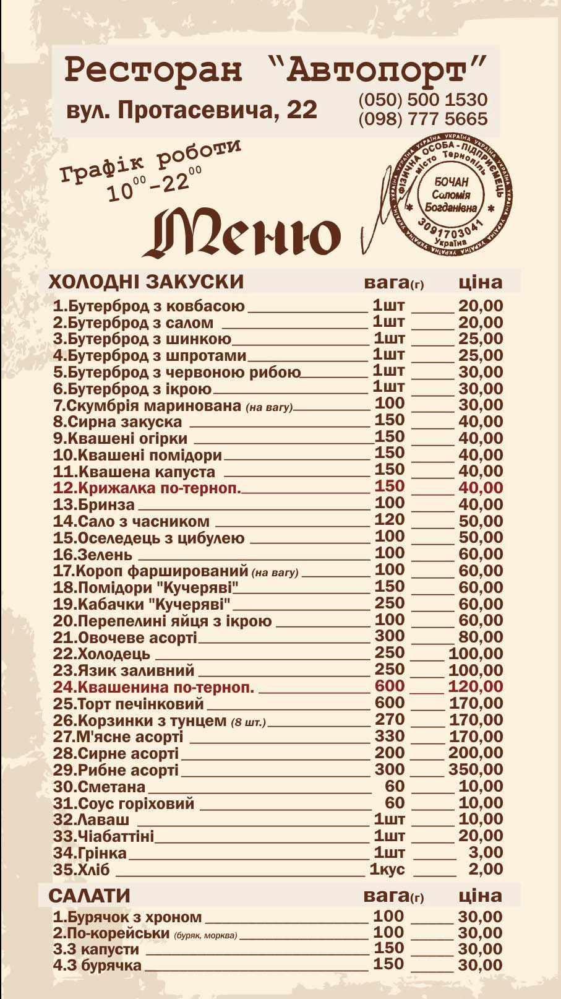 Ресторан “Автопорт”
вул. Протасевича, 22
(050) 500 1530
(098) 777 5665
Графік роботи
10⁰⁰-22⁰⁰
УКРАЇНА УКРАЇНА УКРАЇНА УКРАЇНА УКРАЇНА УКРАЇНА УКРАЇНА
ФІЗИЧНА ОСОБА-ПІДПРИЄМЕЦЬ
місто Тернопіль
БОЧАН
Соломія
Богданівна
* 3091703041 *
Україна
Меню
ХОЛОДНІ ЗАКУСКИ вага(г) ціна
1.Бутерброд з ковбасою 1шт 20,00
2.Бутерброд з салом 1шт 20,00
3.Бутерброд з шинкою 1шт 25,00
4.Бутерброд з шпротами 1шт 25,00
5.Бутерброд з червоною рибою 1шт 30,00
6.Бутерброд з ікрою 1шт 30,00
7.Скумбрія маринована (на вагу) 100 30,00
8.Сирна закуска 150 40,00
9.Квашені огірки 150 40,00
10.Квашені помідори 150 40,00
11.Квашена капуста 150 40,00
12.Крижалка по-терноп. 150 40,00
13.Бринза 100 40,00
14.Сало з часником 120 50,00
15.Оселедець з цибулею 100 50,00
16.Зелень 100 60,00
17.Короп фарширований (на вагу) 100 60,00
18.Помідори "Кучеряві" 150 60,00
19.Кабачки "Кучеряві" 250 60,00
20.Перепелині яйця з ікрою 100 60,00
21.Овочеве асорті 300 80,00
22.Холодець 250 100,00
23.Язик заливний 250 100,00
24.Квашенина по-терноп. 600 120,00
25.Торт печінковий 600 170,00
26.Корзинки з тунцем (8 шт.) 270 170,00
27.М'ясне асорті 330 170,00
28.Сирне асорті 200 200,00
29.Рибне асорті 300 350,00
30.Сметана 60 10,00
31.Соус горіховий 60 10,00
32.Лаваш 1шт 10,00
33.Чіабаттіні 1шт 20,00
34.Грінка 1шт 3,00
35.Хліб 1кус 2,00
САЛАТИ вага(г) ціна
1.Бурячок з хроном 100 30,00
2.По-корейськи (буряк, морква) 100 30,00
3.З капусти 150 30,00
4.З бурячка 150 30,00